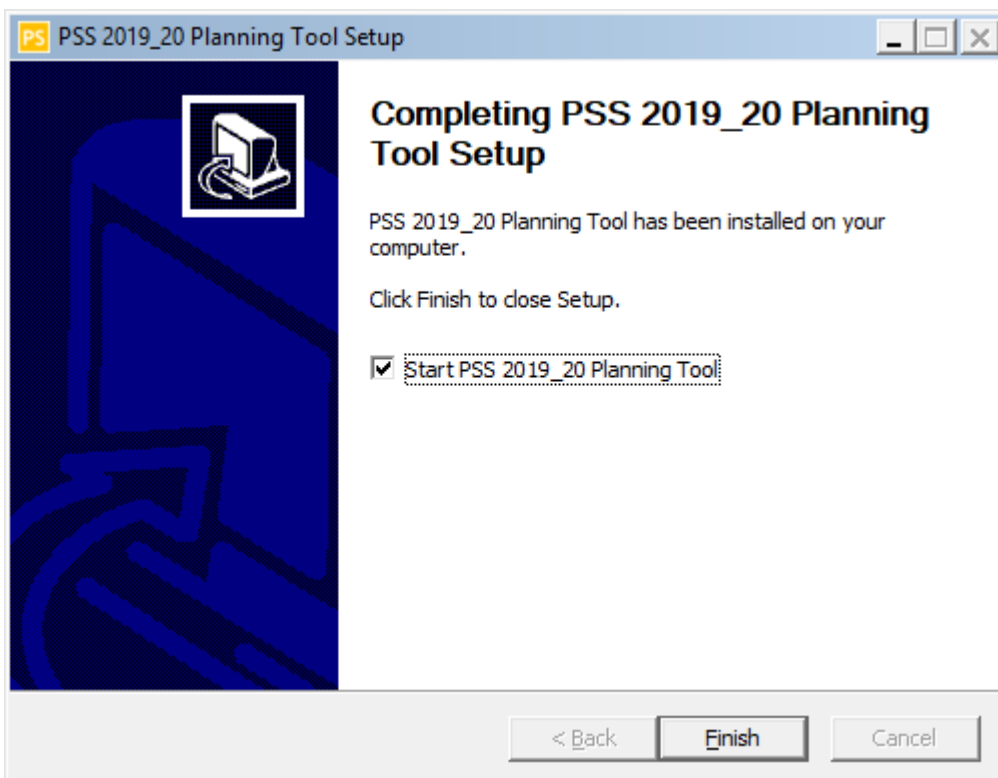 PS PSS 2019_20 Planning Tool Setup
Completing PSS 2019_20 Planning
Tool Setup
PSS 2019_20 Planning Tool has been installed on your
computer.
Click Finish to close Setup.
Start PSS 2019_20 Planning Tool
< Back Finish Cancel